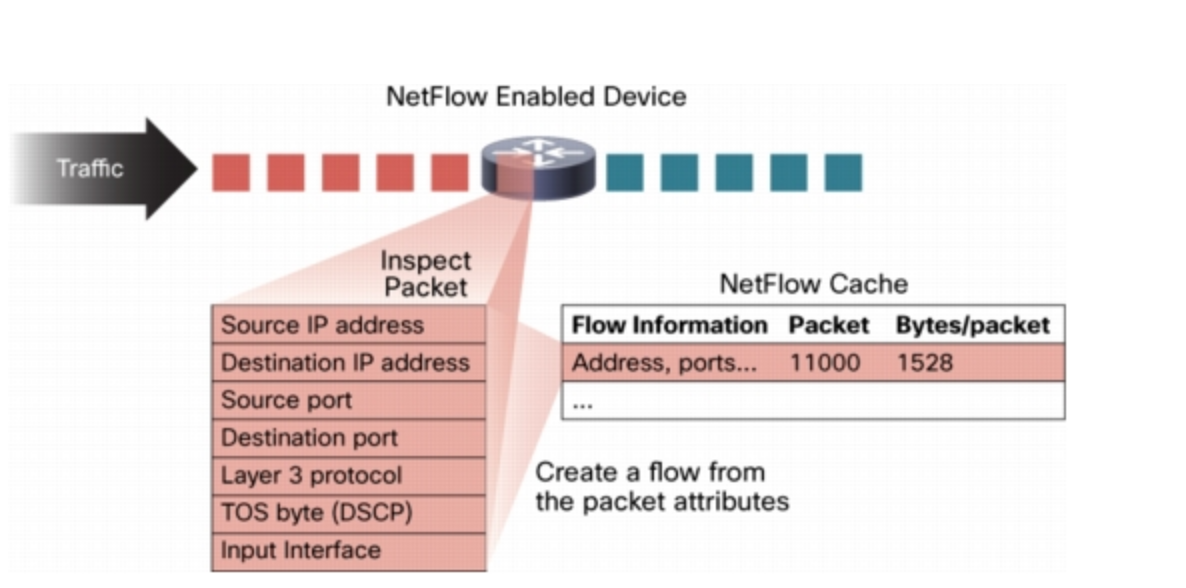 NetFlow Enabled Device
Traffic
Inspect
Packet
Source IP address
Destination IP address
Source port
Destination port
Layer 3 protocol
TOS byte (DSCP)
Input Interface
NetFlow Cache
Flow Information Packet Bytes/packet
Address, ports... 11000 1528
...
Create a flow from
the packet attributes